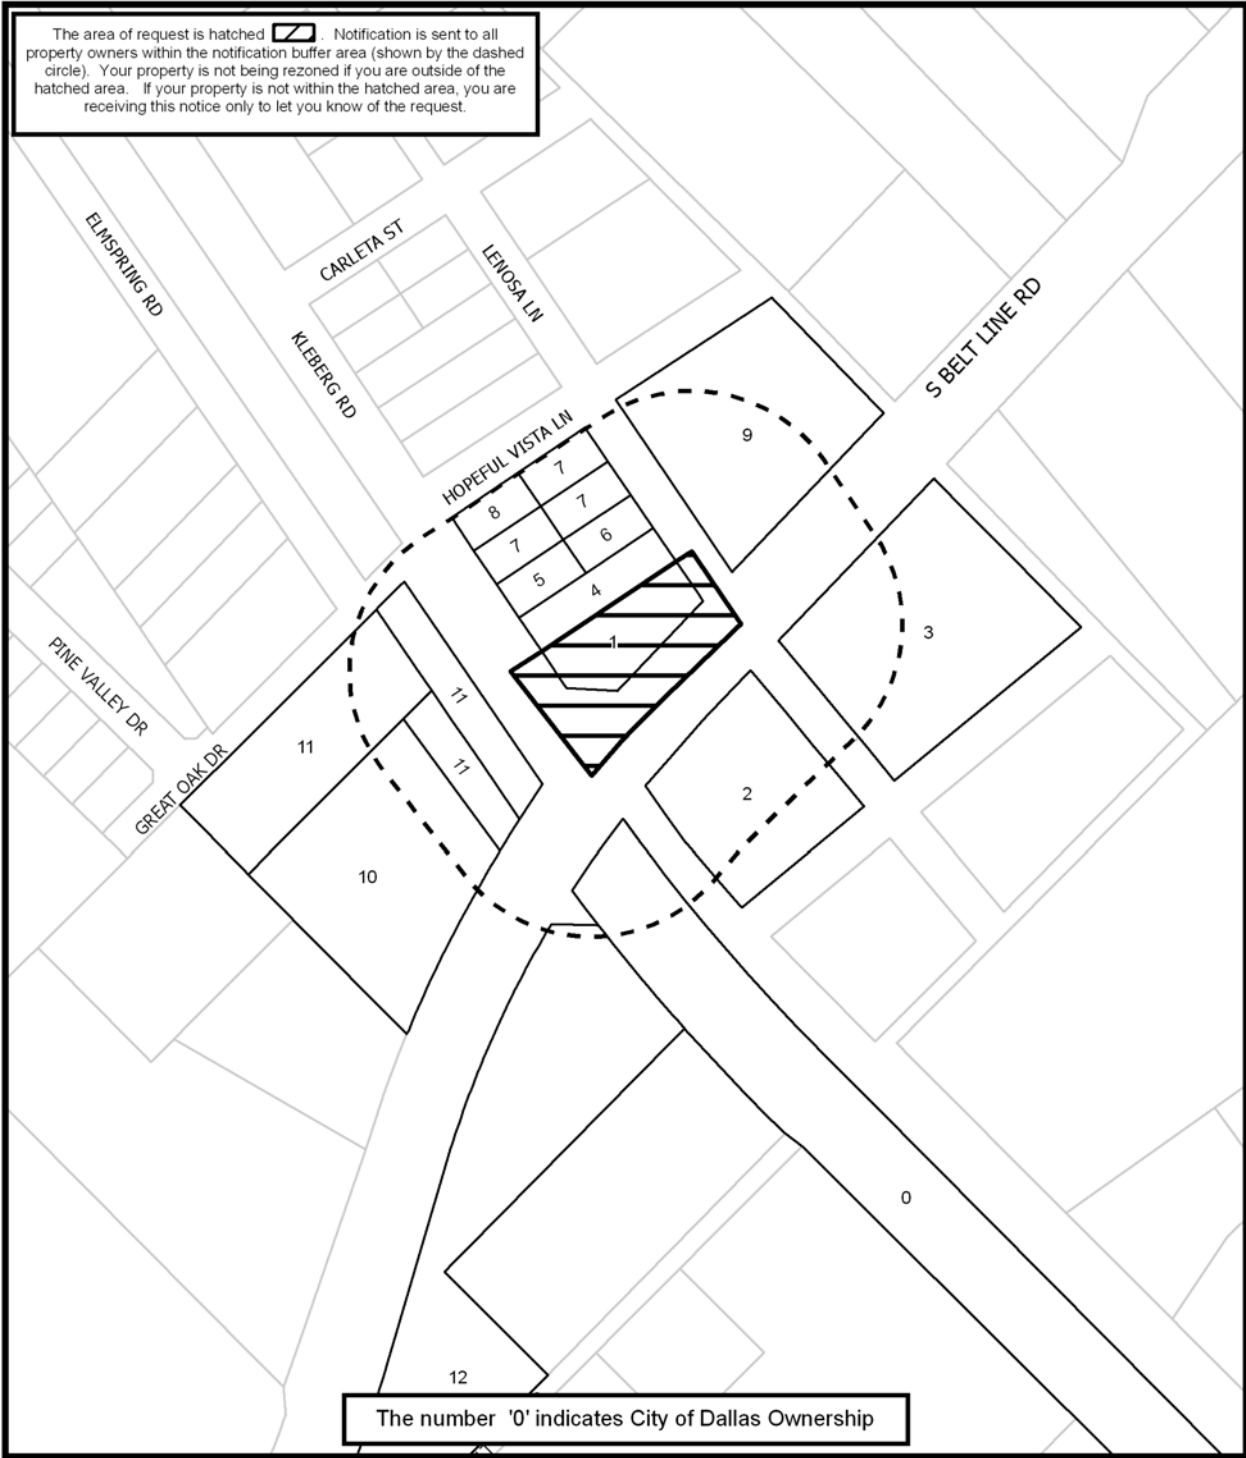 The area of request is hatched . Notification is sent to all
property owners within the notification buffer area (shown by the dashed
circle). Your property is not being rezoned if you are outside of the
hatched area. If your property is not within the hatched area, you are
receiving this notice only to let you know of the request.
ELMSPRING RD
CARLETA ST
LENOSA LN
KLEBERG RD
S BELT LINE RD
HOPEFUL VISTA LN
9
7
8
7
7
6
5
4
1
3
PINE VALLEY DR
11
11
11
GREAT OAK DR
2
10
0
12
The number '0' indicates City of Dallas Ownership